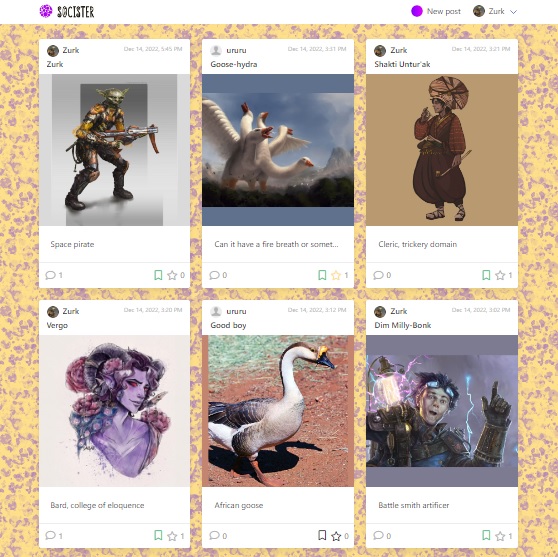 SOCISTER
New post
Zurk
Zurk
Dec 14, 2022, 5:45 PM
Zurk
Space pirate
1
0
ururu
Dec 14, 2022, 3:31 PM
Goose-hydra
Can it have a fire breath or somet...
0
1
Zurk
Dec 14, 2022, 3:21 PM
Shakti Untur'ak
Cleric, trickery domain
0
1
Zurk
Dec 14, 2022, 3:20 PM
Vergo
Bard, college of eloquence
0
1
ururu
Dec 14, 2022, 3:12 PM
Good boy
African goose
0
0
Zurk
Dec 14, 2022, 3:02 PM
Dim Milly-Bonk
Battle smith artificer
0
1